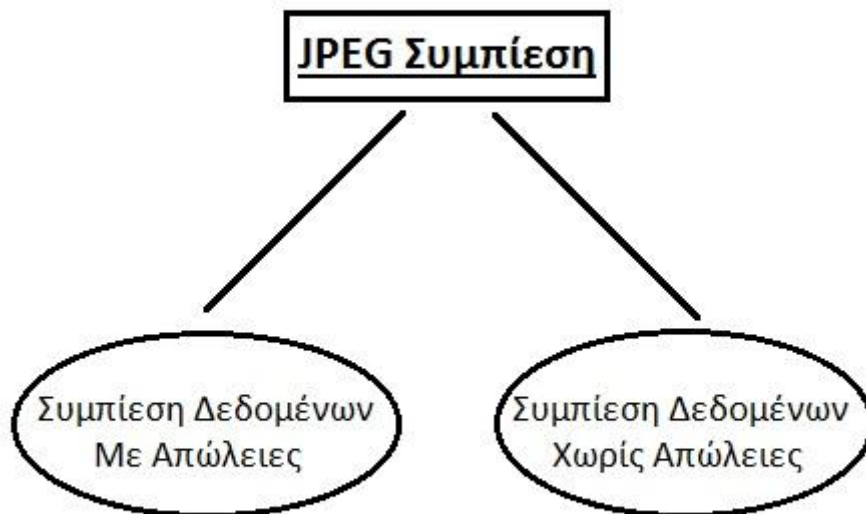 JPEG Συμπίεση
Συμπίεση Δεδομένων
Με Απώλειες
Συμπίεση Δεδομένων
Χωρίς Απώλειες